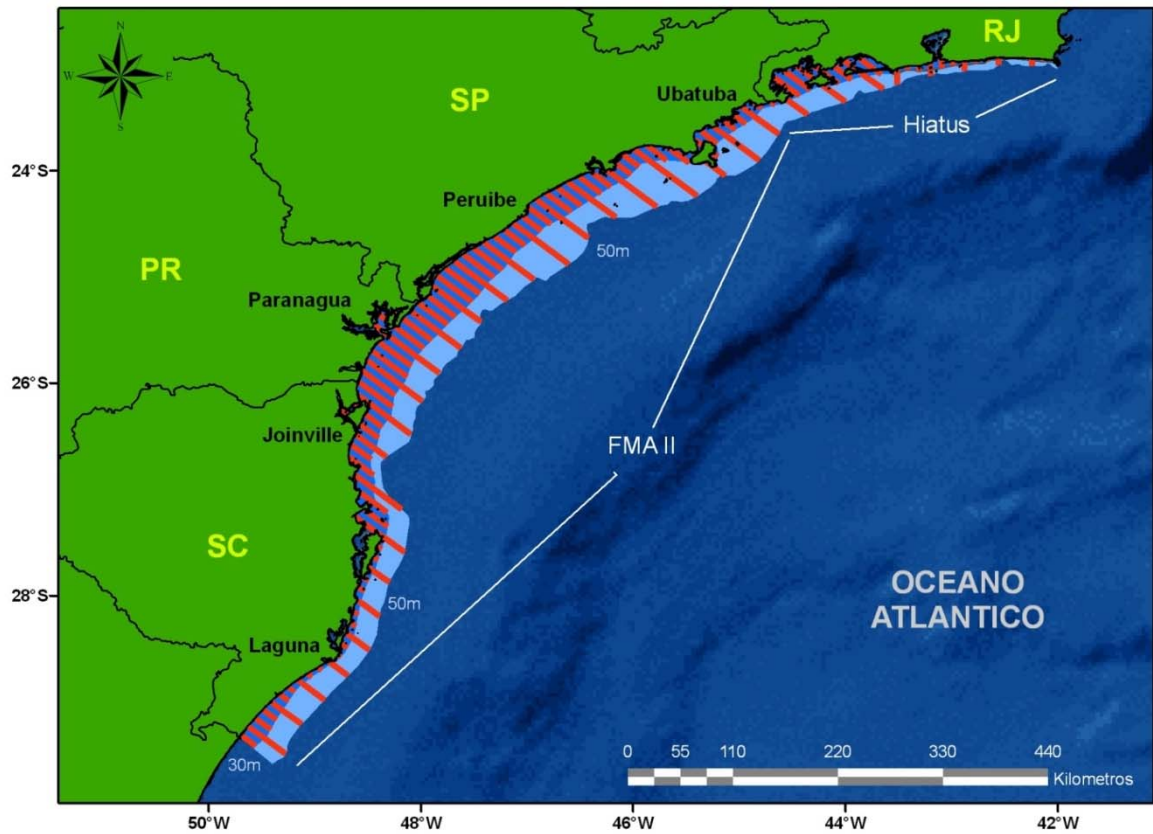 N
W
E
S
RJ
SP
Ubatuba
Hiatus
24°S
Peruibe
50m
PR
Paranagua
26°S
Joinville
FMA II
SC
OCEANO
ATLANTICO
28°S
50m
Laguna
30m
0 55 110 220 330 440
Kilometros
50°W 48°W 46°W 44°W 42°W